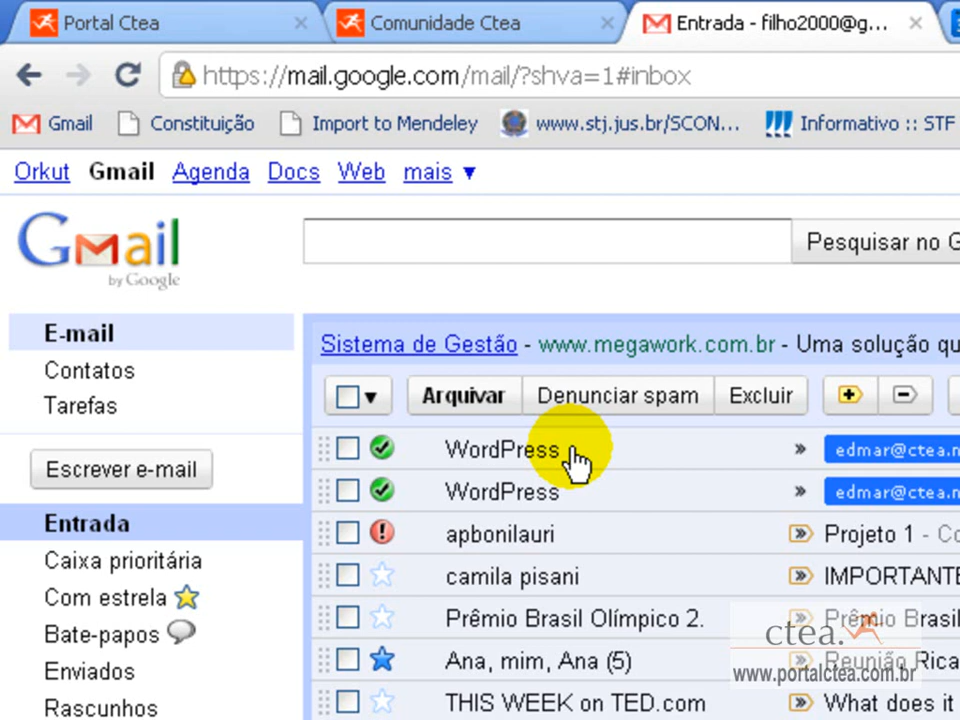 Portal Ctea
Comunidade Ctea
Entrada - filho2000@g...
https://mail.google.com/mail/?shva=1#inbox
Gmail
Constituição
Import to Mendeley
www.stj.jus.br/SCON...
Informativo :: STF
Orkut Gmail Agenda Docs Web mais
Gmail
by Google
Pesquisar no G
E-mail
Contatos
Tarefas
Escrever e-mail
Entrada
Caixa prioritária
Com estrela
Bate-papos
Enviados
Rascunhos
Sistema de Gestão - www.megawork.com.br - Uma solução qu
Arquivar Denunciar spam Excluir
WordPress » edmar@ctea.n
WordPress » edmar@ctea.n
apbonilauri » Projeto 1 - Co
camila pisani » IMPORTANTE
Prêmio Brasil Olímpico 2. » Prêmio Brasil
Ana, mim, Ana (5) » Reunião Rica
THIS WEEK on TED.com » What does it
ctea.
www.portalctea.com.br